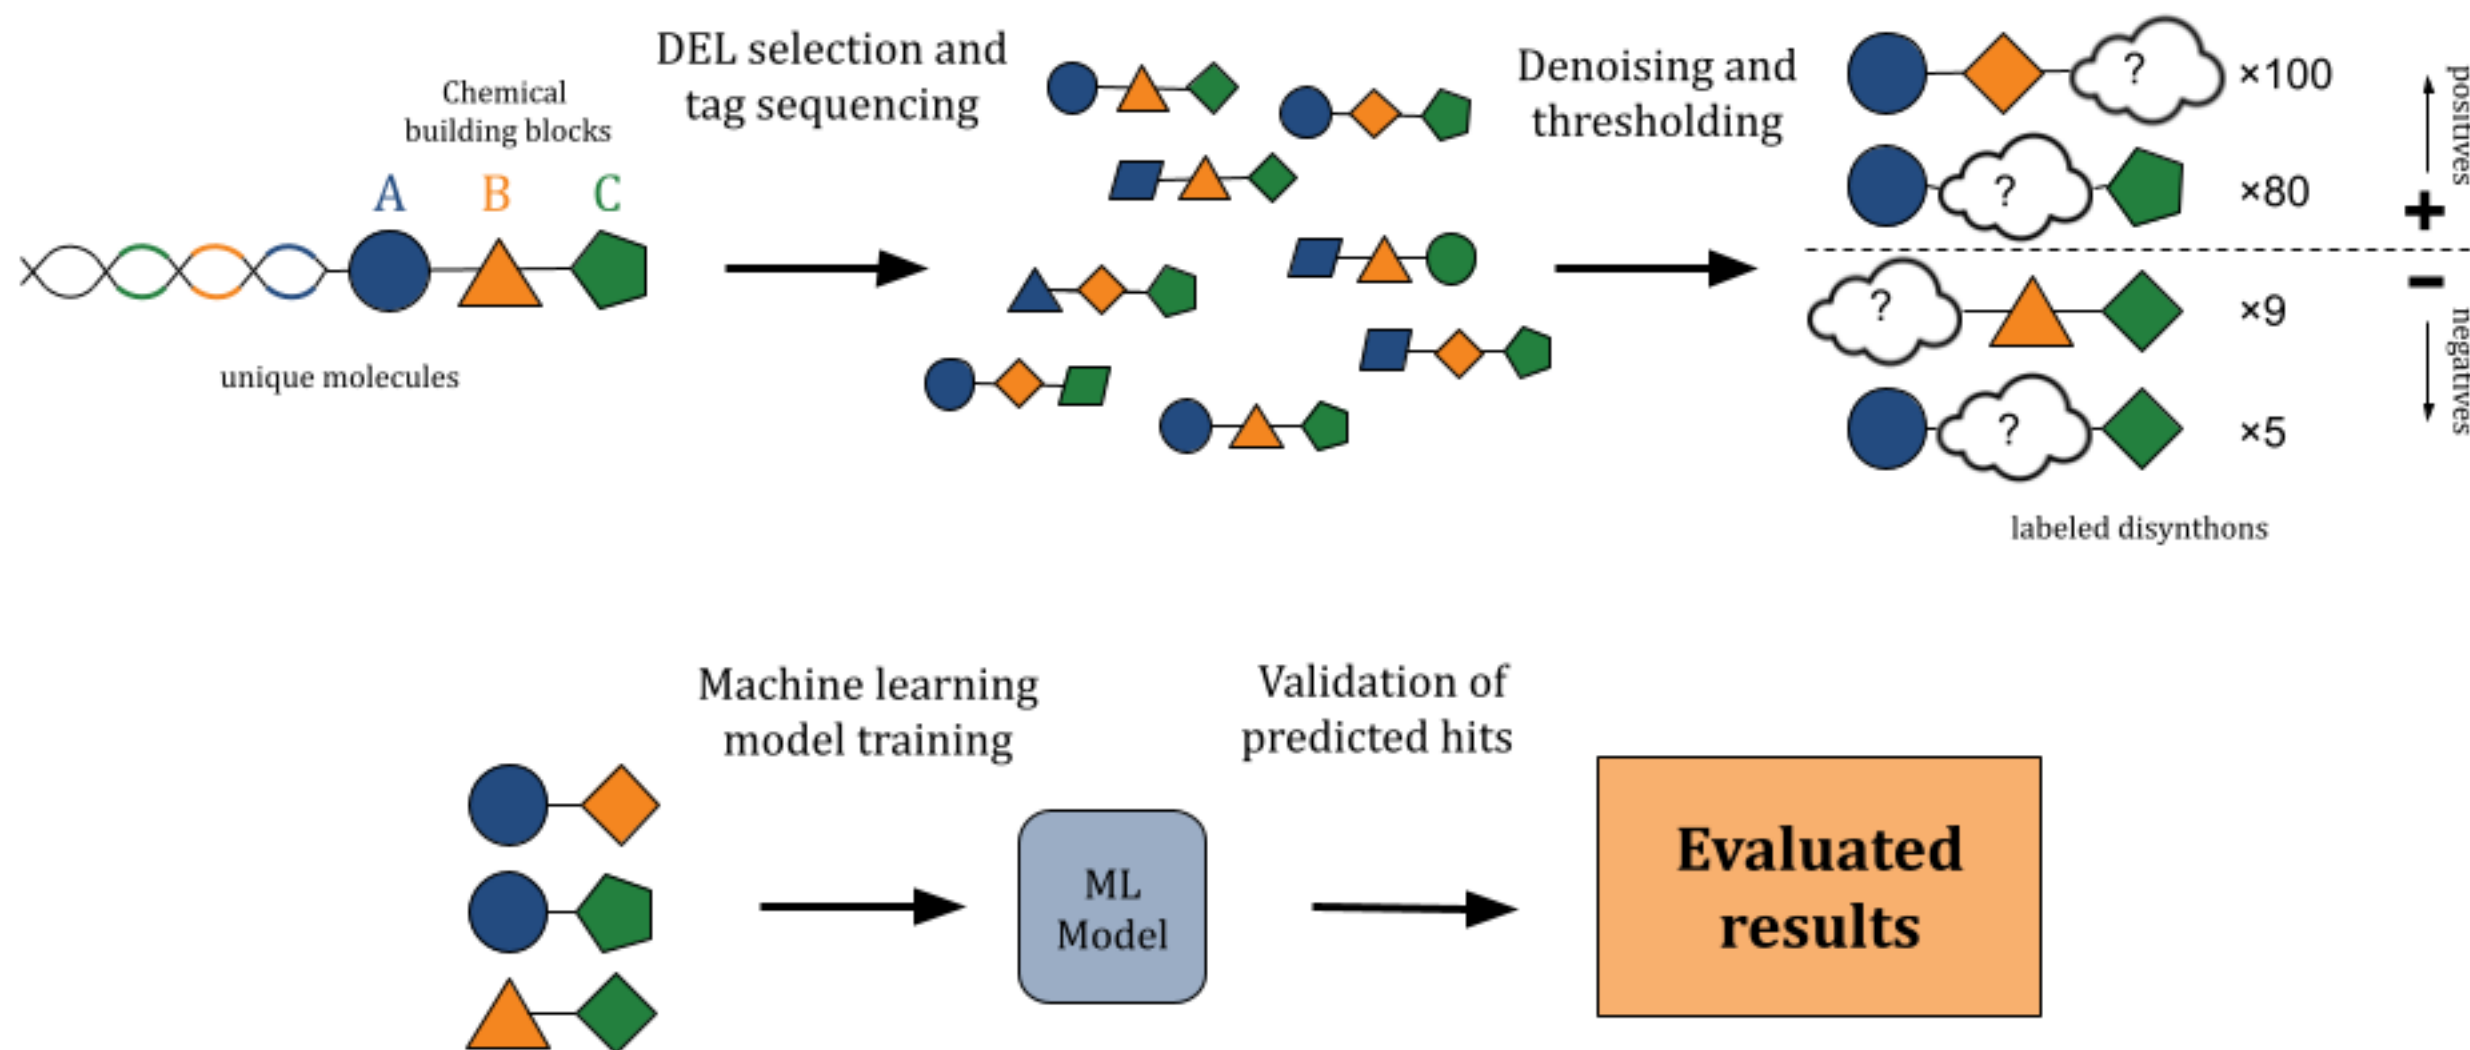 Chemical
building blocks
A B C
unique molecules
DEL selection and
tag sequencing
Denoising and
thresholding
? ×100
? ×80
? ×9
? ×5
positives
+
−
negatives
labeled disynthons
Machine learning
model training
ML
Model
Validation of
predicted hits
Evaluated
results